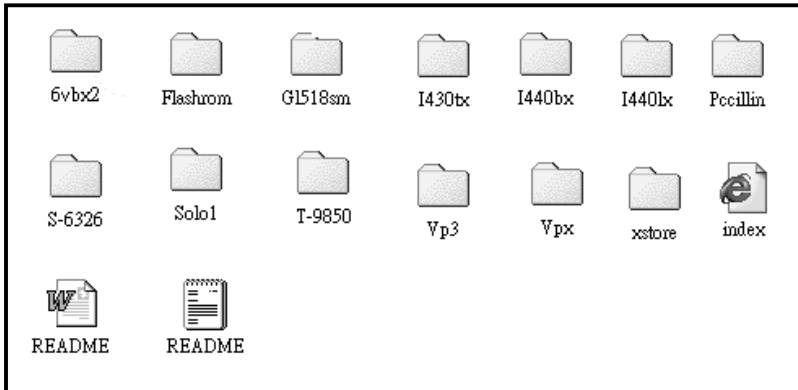 6vbx2 Flashrom Gl518sm I430tx I440bx I440lx Pccillin
S-6326 Solo1 T-9850 Vp3 Vpx xstore index
README README